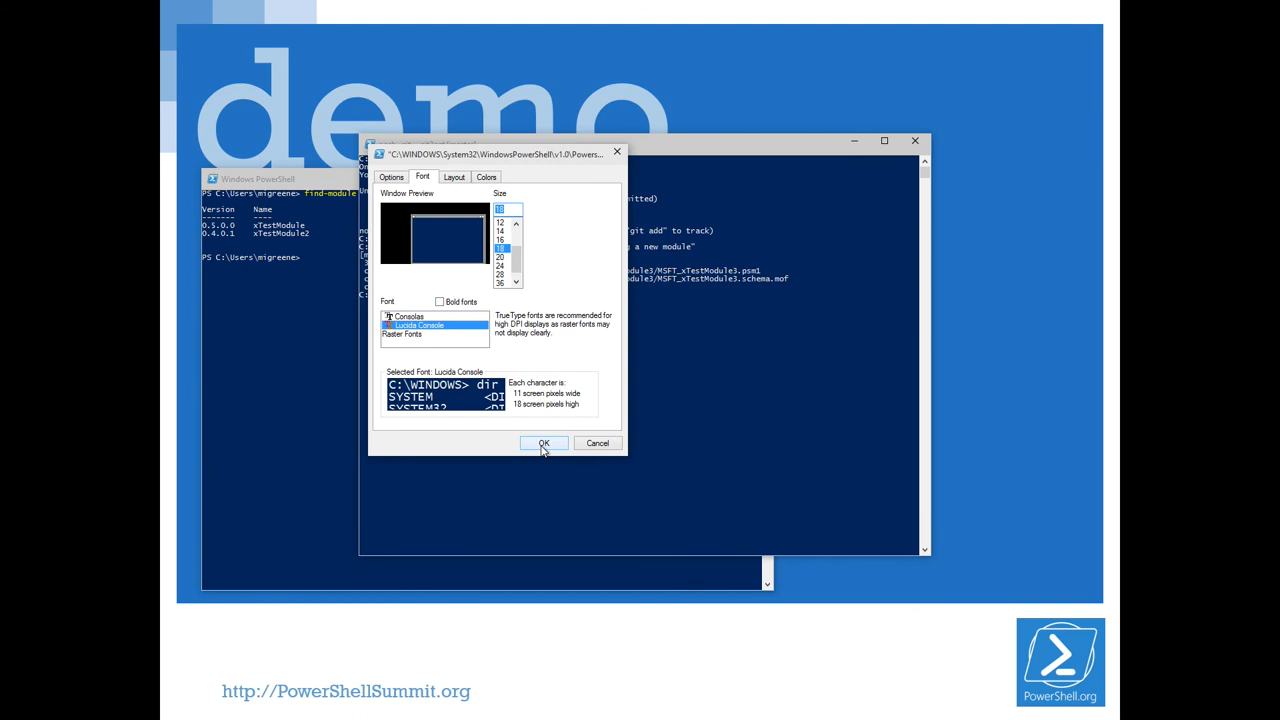 demo
Windows PowerShell
PS C:\Users\migreene> find-module
Version Name
------- ----
0.5.0.0 xTestModule
0.4.0.1 xTestModule2
PS C:\Users\migreene>
"C:\WINDOWS\System32\WindowsPowerShell\v1.0\Powers...
Options Font Layout Colors
Window Preview
Size
18
12
14
16
18
20
24
28
36
Font
Bold fonts
Consolas
Lucida Console
Raster Fonts
TrueType fonts are recommended for
high DPI displays as raster fonts may
not display clearly.
Selected Font: Lucida Console
C:\WINDOWS> dir
SYSTEM <DI
SYSTEM32 <DI
Each character is:
11 screen pixels wide
18 screen pixels high
OK Cancel
mitted)
"git add" to track)
g a new module"
odule3/MSFT_xTestModule3.psm1
odule3/MSFT_xTestModule3.schema.mof
http://PowerShellSummit.org
PowerShell.org